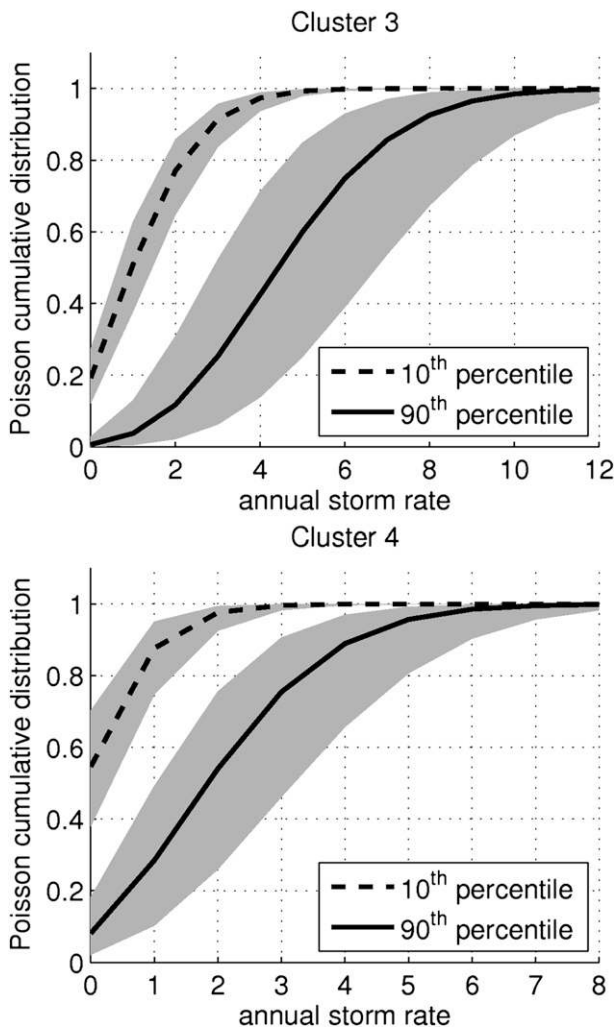 Cluster 3
Poisson cumulative distribution
1
0.8
0.6
0.4
0.2
0
0 2 4 6 8 10 12
annual storm rate
10th percentile
90th percentile
Cluster 4
Poisson cumulative distribution
1
0.8
0.6
0.4
0.2
0
0 1 2 3 4 5 6 7 8
annual storm rate
10th percentile
90th percentile